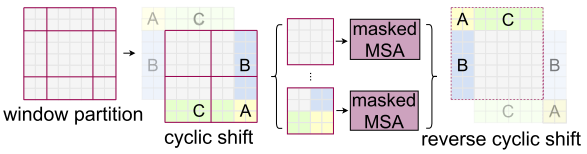 A C
B
window partition
B
C A
cyclic shift
masked
MSA
...
masked
MSA
A C
B
B
C A
reverse cyclic shift